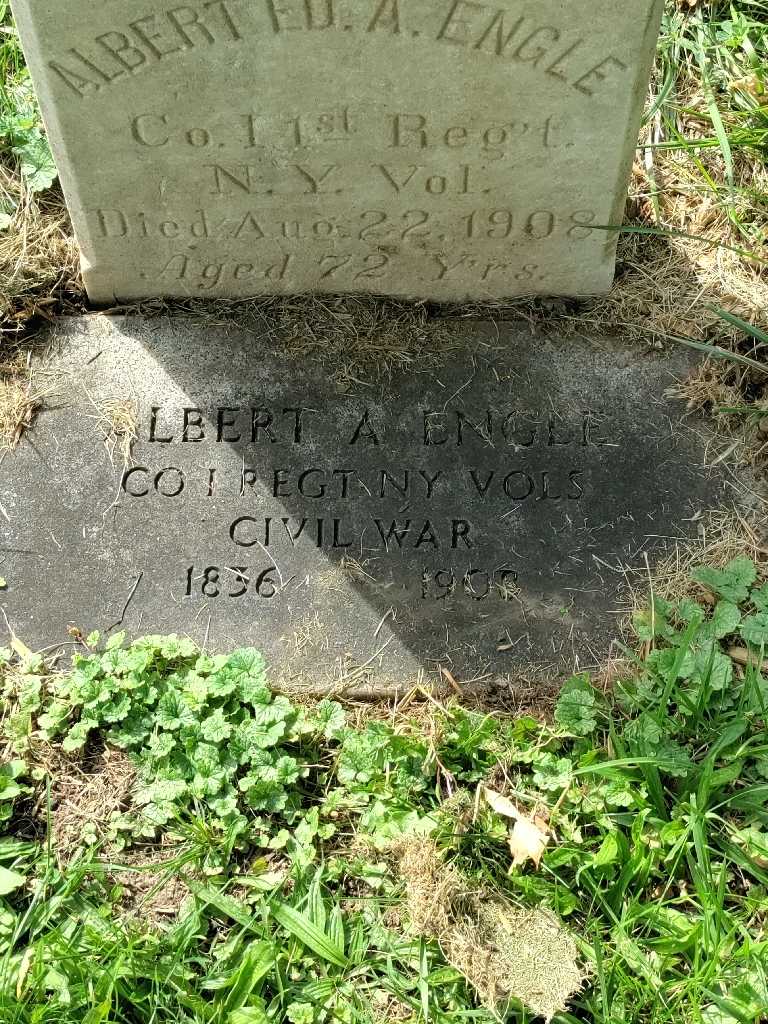 ALBERT ED. A. ENGLE
Co. I 1st Reg't.
N.Y. Vol.
Died Aug. 22, 1908
Aged 72 Yrs.
ALBERT A ENGLE
CO I REGT NY VOLS
CIVIL WAR
1836 1908